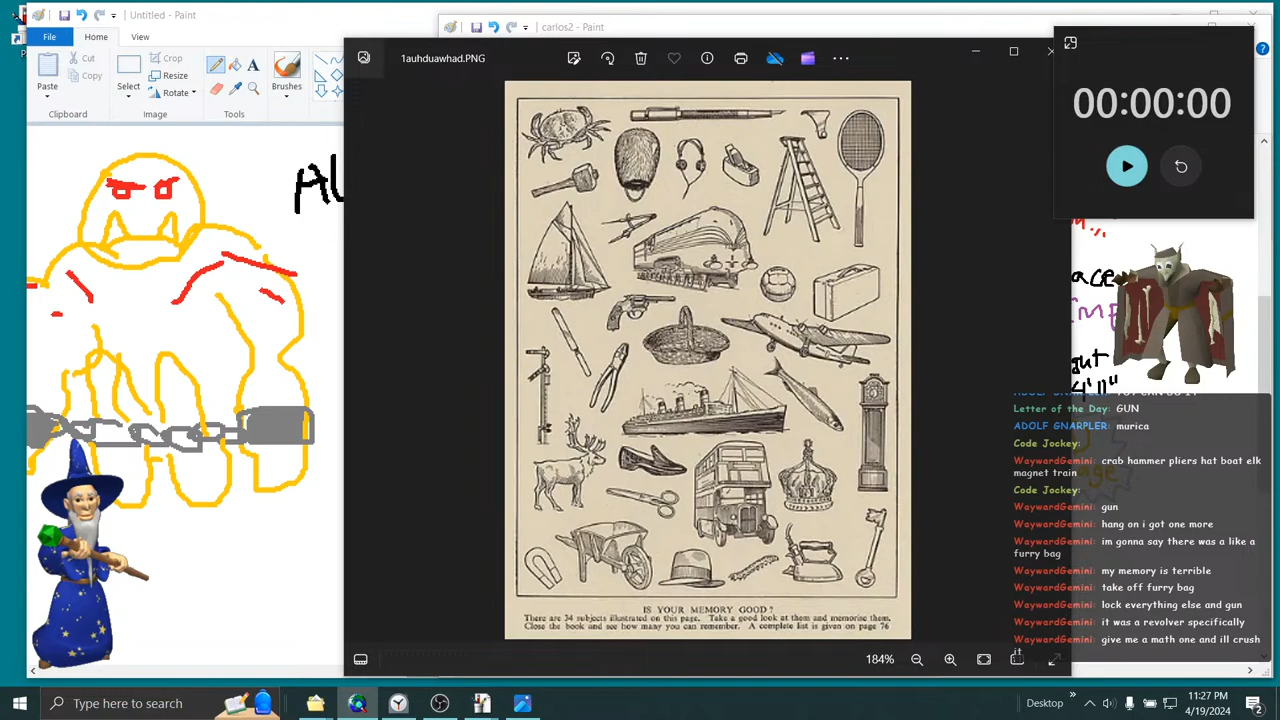 Untitled - Paint
carlos2 - Paint
File
Home
View
Paste
Cut
Copy
Clipboard
Select
Crop
Resize
Rotate
Image
Tools
Brushes
1auhduawhad.PNG
00:00:00
IS YOUR MEMORY GOOD?
There are 34 subjects illustrated on this page. Take a good look at them and memorise them.
Close the book and see how many you can remember. A complete list is given on page 76
184%
Letter of the Day: GUN
ADOLF GNARPLER: murica
Code Jockey:
WaywardGemini: crab hammer pliers hat boat elk
magnet train
Code Jockey:
WaywardGemini: gun
WaywardGemini: hang on i got one more
WaywardGemini: im gonna say there was a like a
furry bag
WaywardGemini: my memory is terrible
WaywardGemini: take off furry bag
WaywardGemini: lock everything else and gun
WaywardGemini: it was a revolver specifically
WaywardGemini: give me a math one and ill crush
it
Type here to search
Desktop
11:27 PM
4/19/2024
2